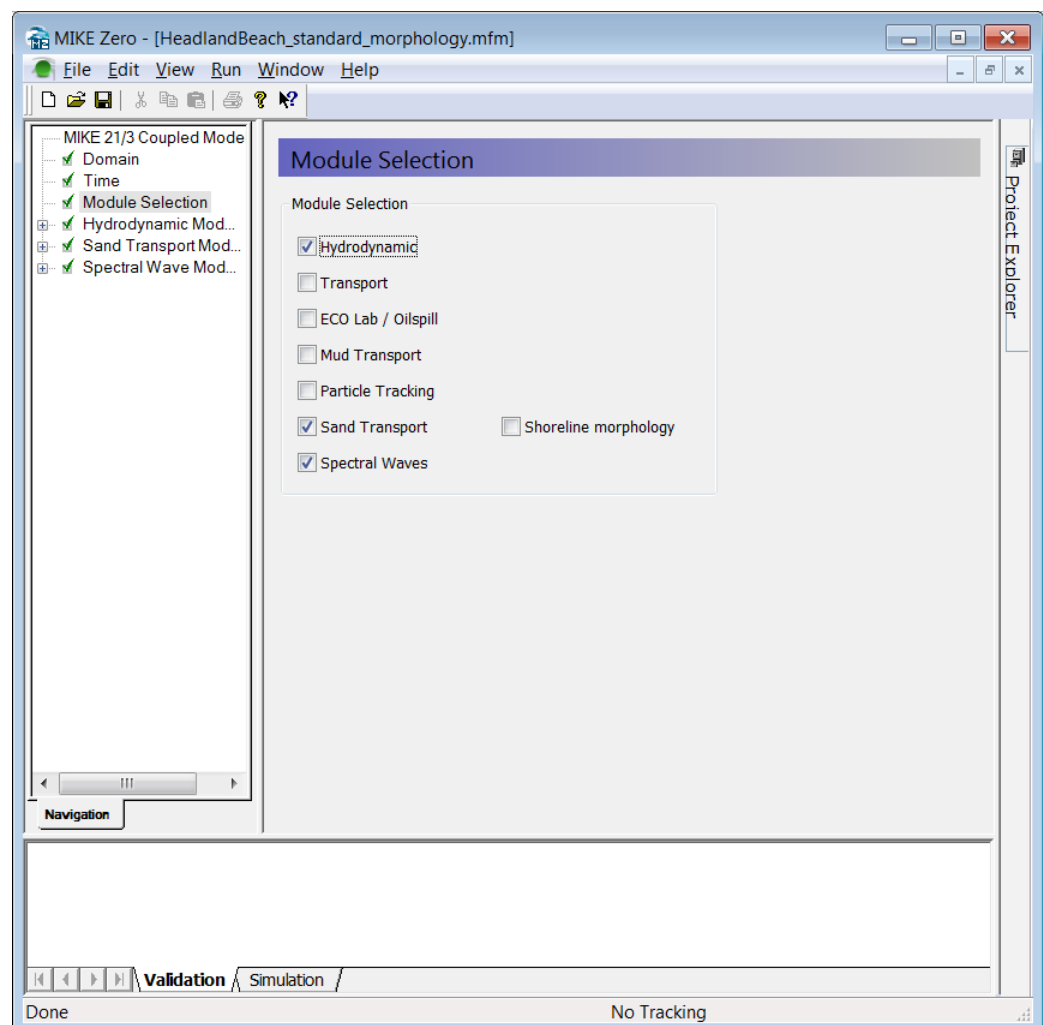 MIKE Zero - [HeadlandBeach_standard_morphology.mfm]
File Edit View Run Window Help
MIKE 21/3 Coupled Mode
Domain
Time
Module Selection
Hydrodynamic Mod...
Sand Transport Mod...
Spectral Wave Mod...
Navigation
Module Selection
Module Selection
Hydrodynamic
Transport
ECO Lab / Oilspill
Mud Transport
Particle Tracking
Sand Transport Shoreline morphology
Spectral Waves
Project Explorer
Validation Simulation
Done No Tracking